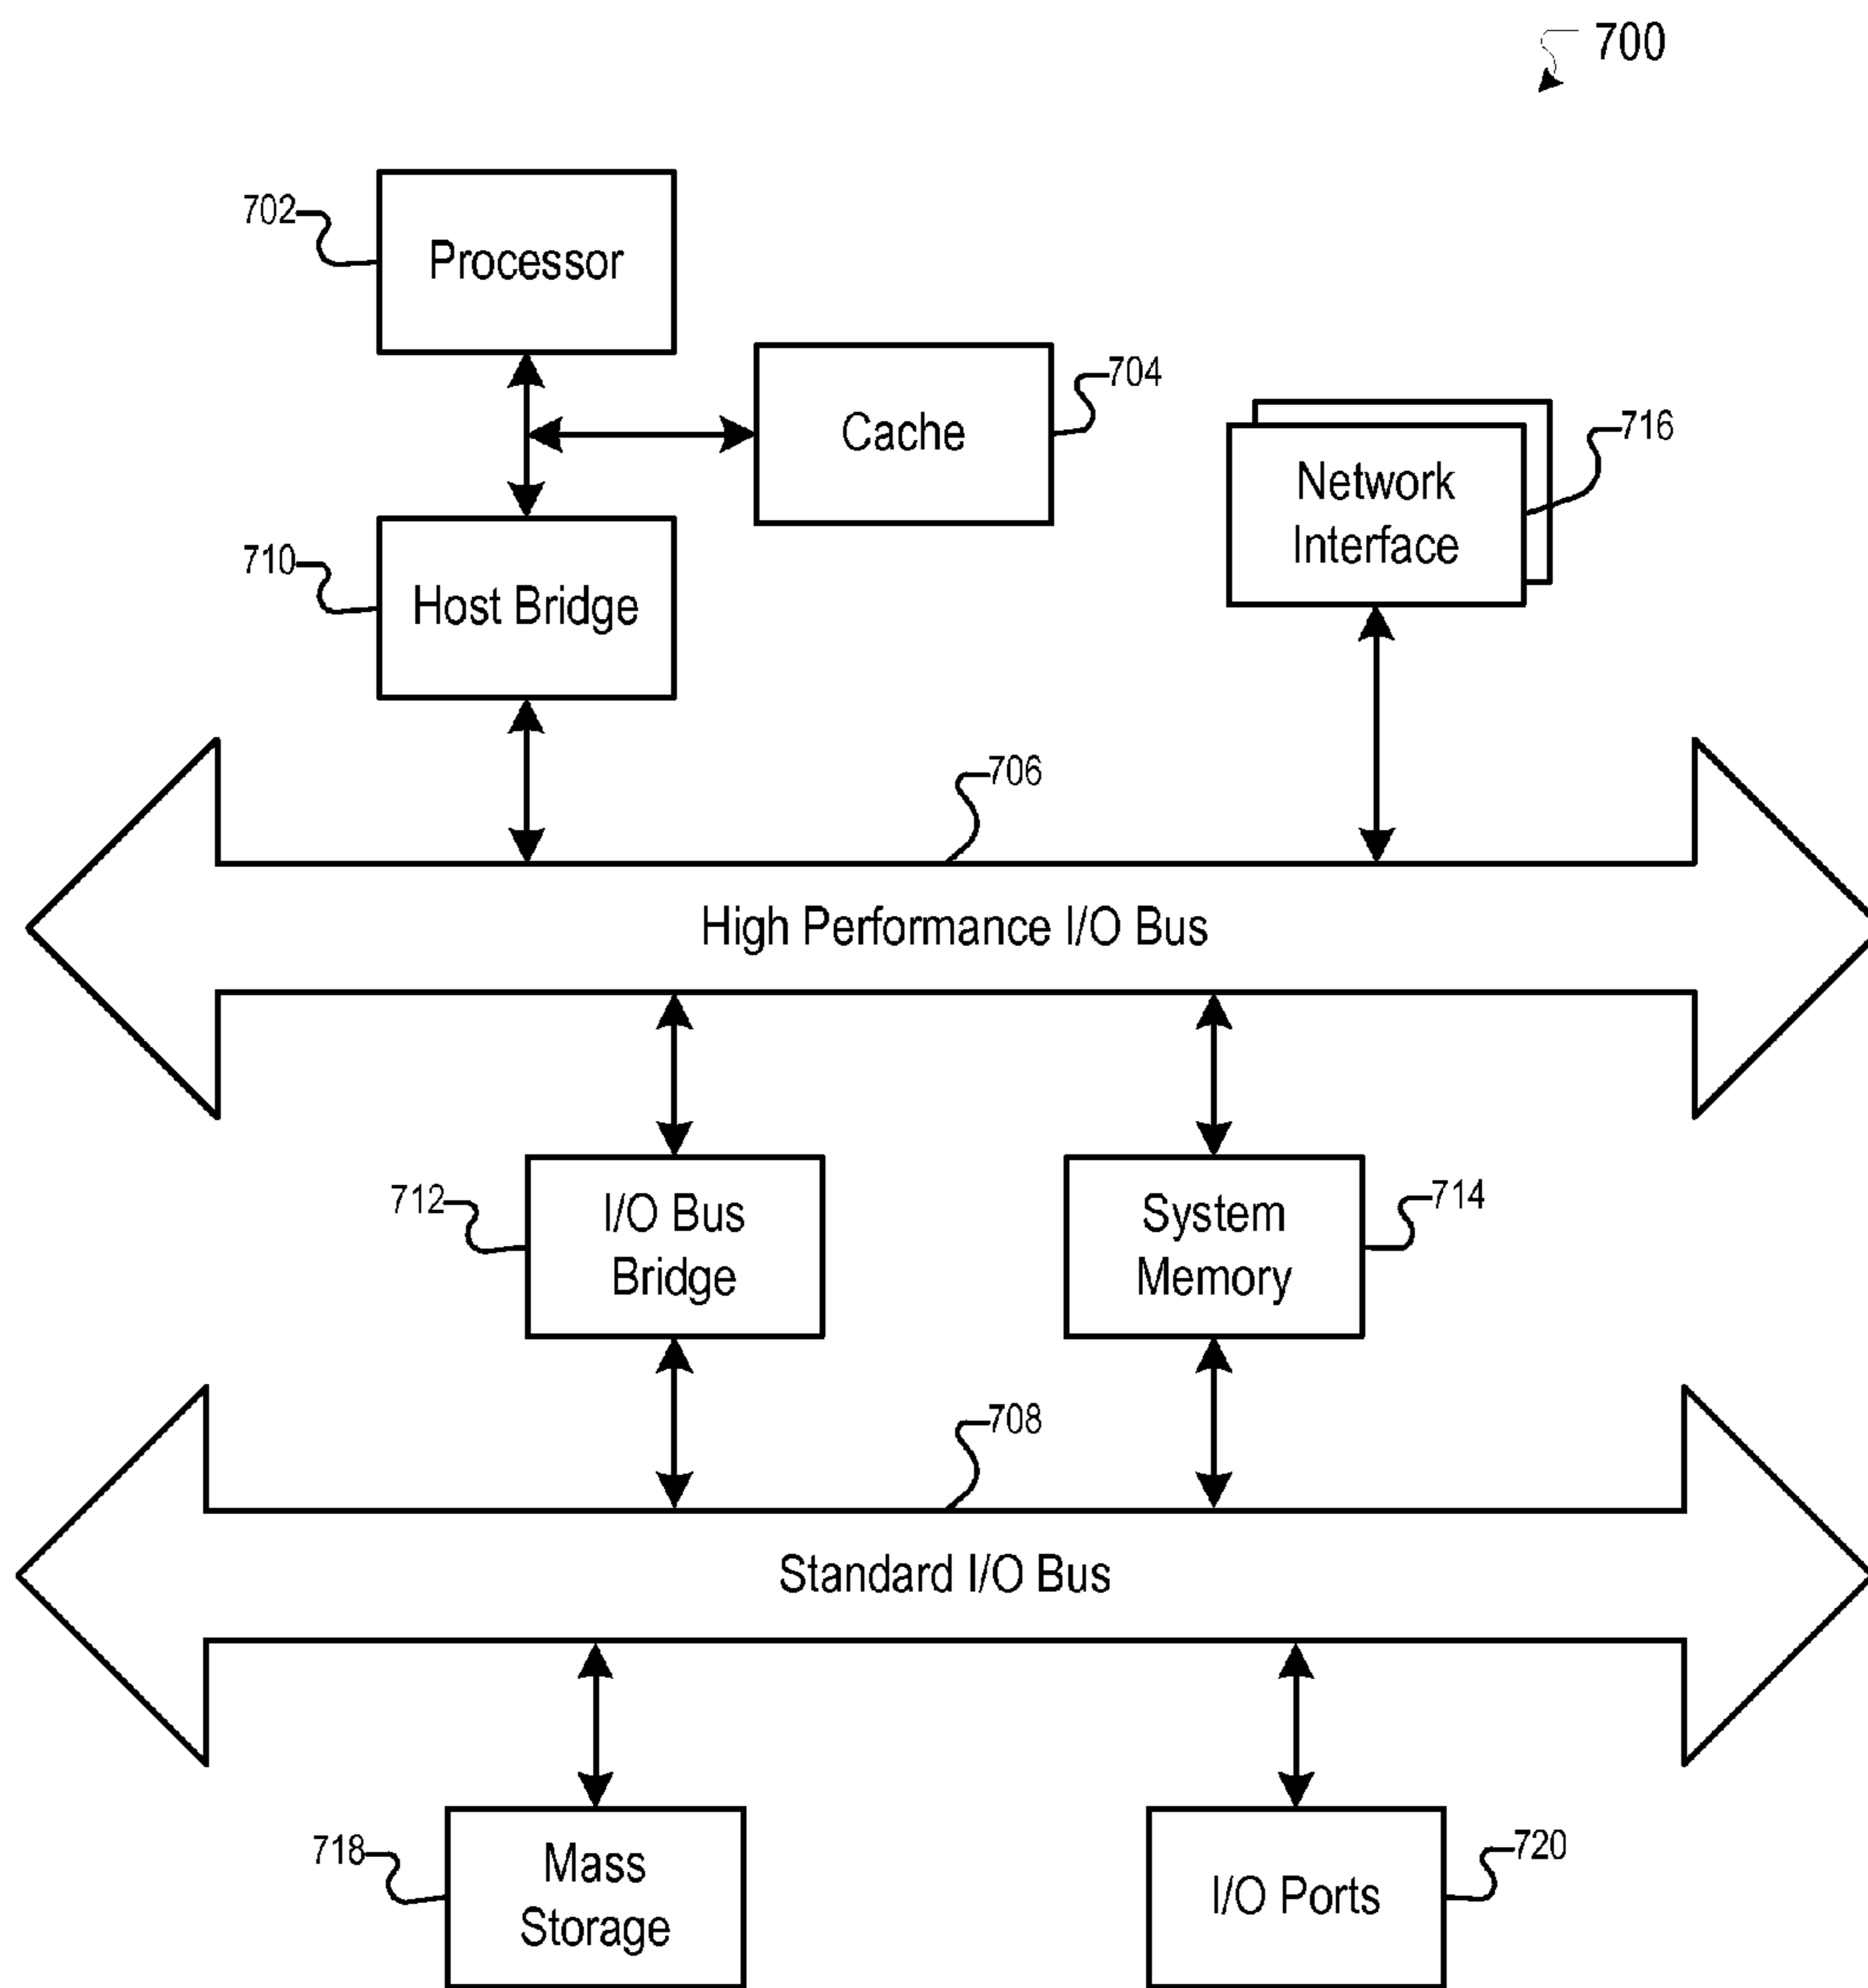 700
702
Processor
704
Cache
716
Network
Interface
710
Host Bridge
706
High Performance I/O Bus
712
I/O Bus
Bridge
System
Memory
714
708
Standard I/O Bus
718
Mass
Storage
I/O Ports
720